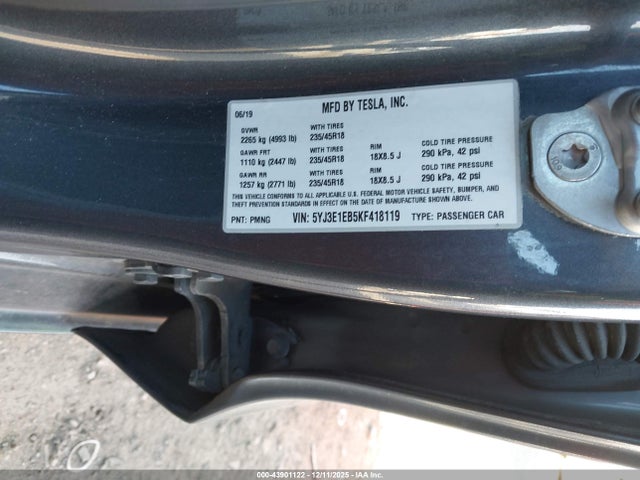 MFD BY TESLA, INC.
06/19
GVWR
2265 kg (4993 lb)
WITH TIRES
235/45R18
GAWR FRT
1110 kg (2447 lb)
WITH TIRES
235/45R18
RIM
18X8.5 J
COLD TIRE PRESSURE
290 kPa, 42 psi
GAWR RR
1257 kg (2771 lb)
WITH TIRES
235/45R18
RIM
18X8.5 J
COLD TIRE PRESSURE
290 kPa, 42 psi
THIS VEHICLE CONFORMS TO ALL APPLICABLE U.S. FEDERAL MOTOR VEHICLE SAFETY, BUMPER, AND
THEFT PREVENTION STANDARDS IN EFFECT ON THE DATE OF MANUFACTURE SHOWN ABOVE.
PNT: PMNG VIN: 5YJ3E1EB5KF418119 TYPE: PASSENGER CAR
000-43901122 - 12/11/2025 - IAA Inc.